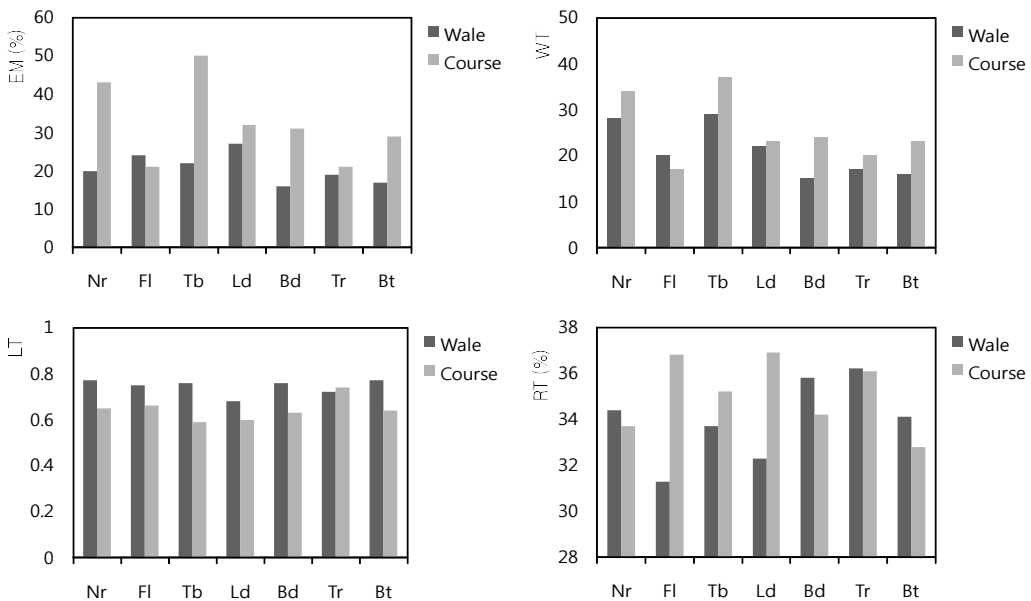 60
50
40
30
20
10
0
EM (%)
Nr Fl Tb Ld Bd Tr Bt
Wale
Course
50
40
30
20
10
0
WT
Nr Fl Tb Ld Bd Tr Bt
Wale
Course
1
0.8
0.6
0.4
0.2
0
LT
Nr Fl Tb Ld Bd Tr Bt
Wale
Course
38
36
34
32
30
28
RT (%)
Nr Fl Tb Ld Bd Tr Bt
Wale
Course